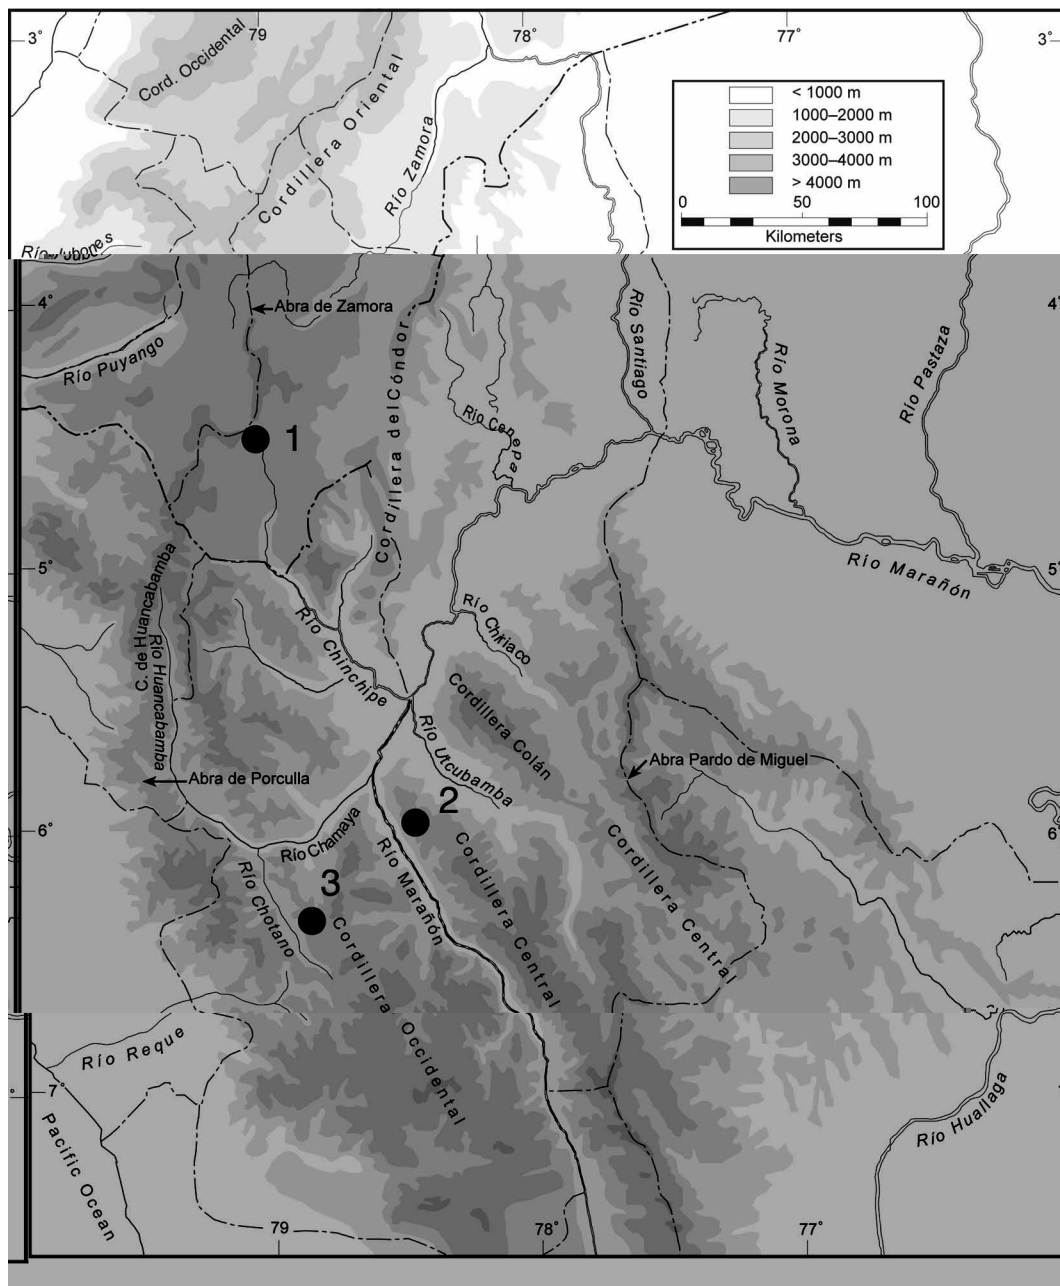 79
78°
77°
3°
3°
Cord. Occidental
Cordillera Oriental
Río Zamora
< 1000 m
1000–2000 m
2000–3000 m
3000–4000 m
> 4000 m
0
50
100
Kilometers
Río
4°
4°
Abra de Zamora
Río Puyango
Cordillera del Cóndor
Río Cenepa
Río Santiago
Río Morona
Río Pastaza
1
5°
5°
Río Marañón
C. de Huancabamba
Río Huancabamba
Río Chinchipe
Río Chiriaco
Cordillera Colán
Río Utcubamba
Abra de Porculla
Abra Pardo de Miguel
2
6°
6°
Río Chamaya
Río Marañón
Cordillera Central
Cordillera Central
3
Río Chotano
Cordillera Occidental
Río Reque
7°
7°
Pacific Ocean
Río Huallaga
79
78°
77°